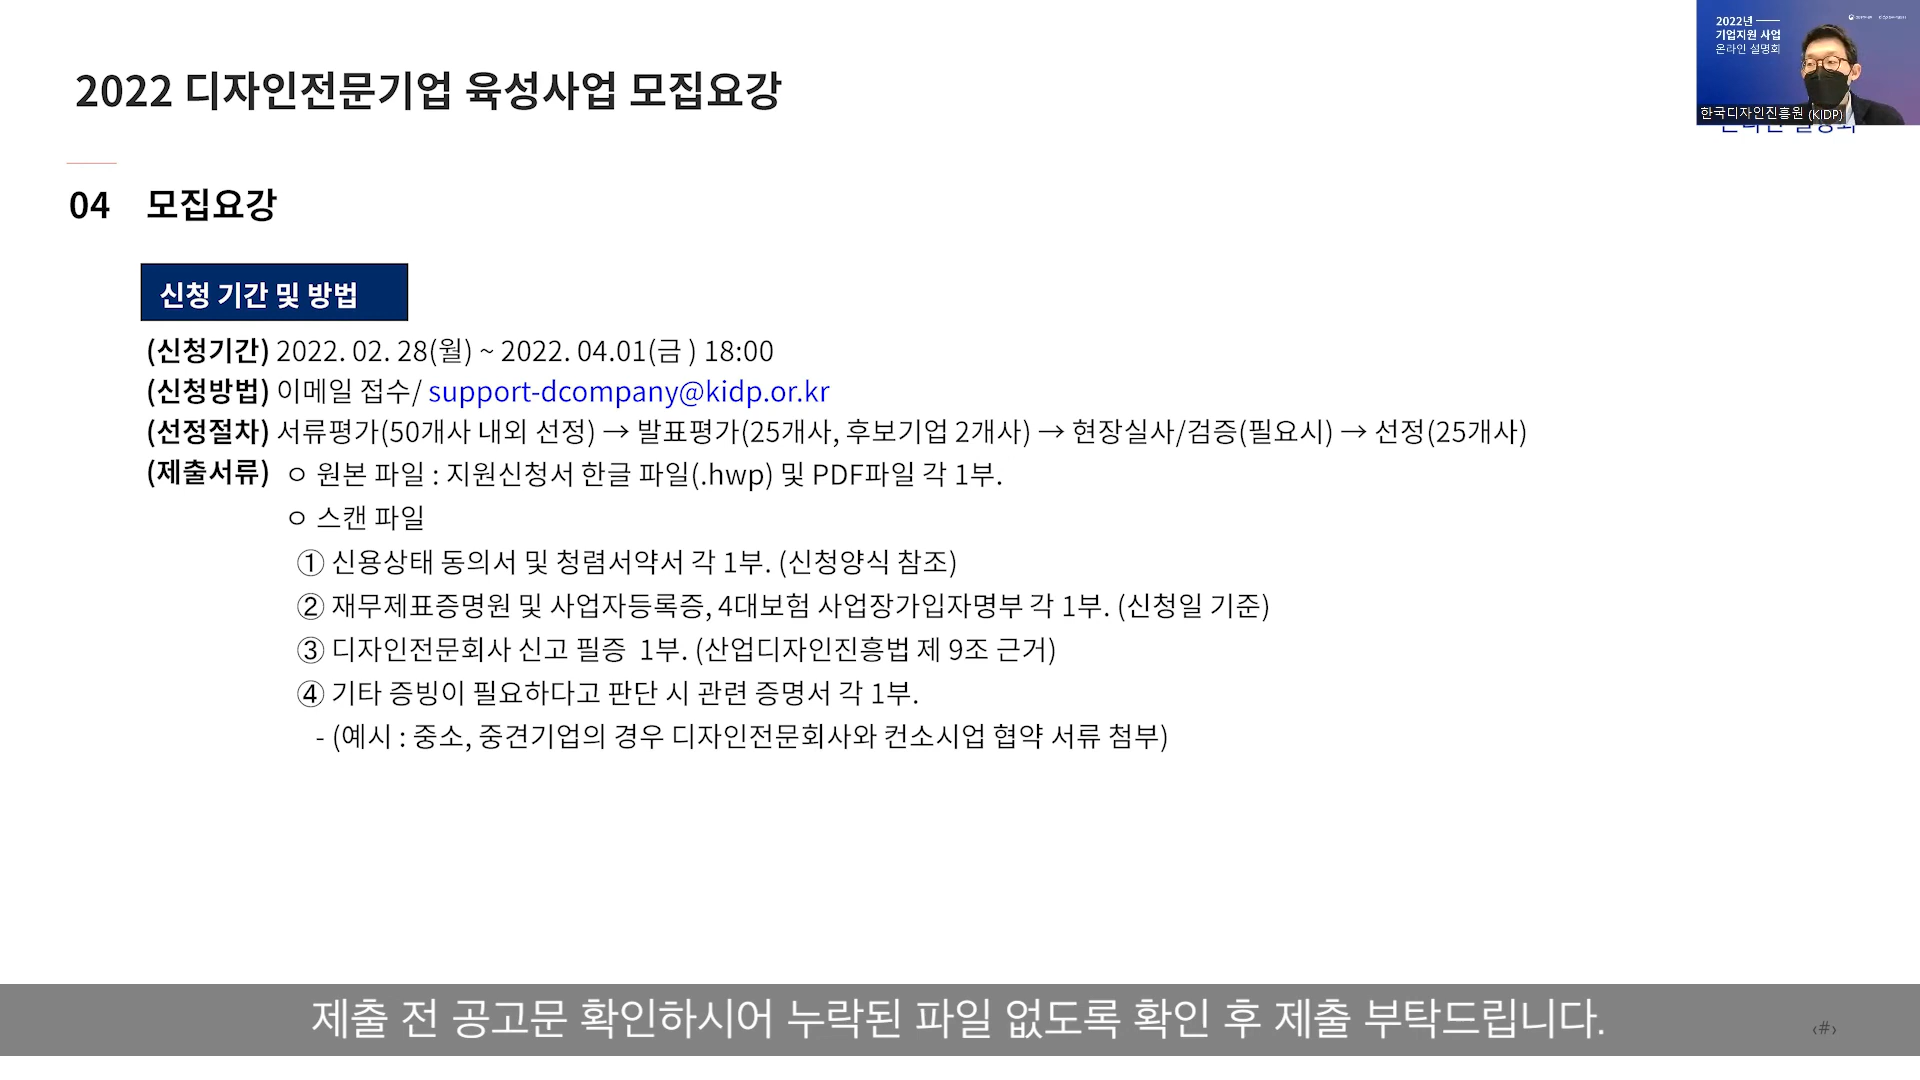 2022 디자인전문기업 육성사업 모집요강
2022년
기업지원 사업
온라인 설명회
한국디자인진흥원 (KIDP)
04 모집요강
신청 기간 및 방법
(신청기간) 2022. 02. 28(월) ~ 2022. 04.01(금 ) 18:00
(신청방법) 이메일 접수/ support-dcompany@kidp.or.kr
(선정절차) 서류평가(50개사 내외 선정) → 발표평가(25개사, 후보기업 2개사) → 현장실사/검증(필요시) → 선정(25개사)
(제출서류) ㅇ 원본 파일 : 지원신청서 한글 파일(.hwp) 및 PDF파일 각 1부.
ㅇ 스캔 파일
① 신용상태 동의서 및 청렴서약서 각 1부. (신청양식 참조)
② 재무제표증명원 및 사업자등록증, 4대보험 사업장가입자명부 각 1부. (신청일 기준)
③ 디자인전문회사 신고 필증 1부. (산업디자인진흥법 제 9조 근거)
④ 기타 증빙이 필요하다고 판단 시 관련 증명서 각 1부.
- (예시 : 중소, 중견기업의 경우 디자인전문회사와 컨소시업 협약 서류 첨부)
제출 전 공고문 확인하시어 누락된 파일 없도록 확인 후 제출 부탁드립니다.
‹#›